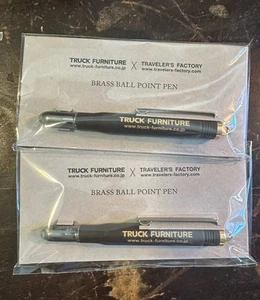 TRUCK FURNITURE X TRAVELER'S FACTORY
www.truck-furniture.co.jp www.travelers-factory.com
BRASS BALL POINT PEN
TRUCK FURNITURE
www.truck-furniture.co.jp
TRUCK FURNITURE X TRAVELER'S FACTORY
www.truck-furniture.co.jp www.travelers-factory.com
BRASS BALL POINT PEN
TRUCK FURNITURE
www.truck-furniture.co.jp